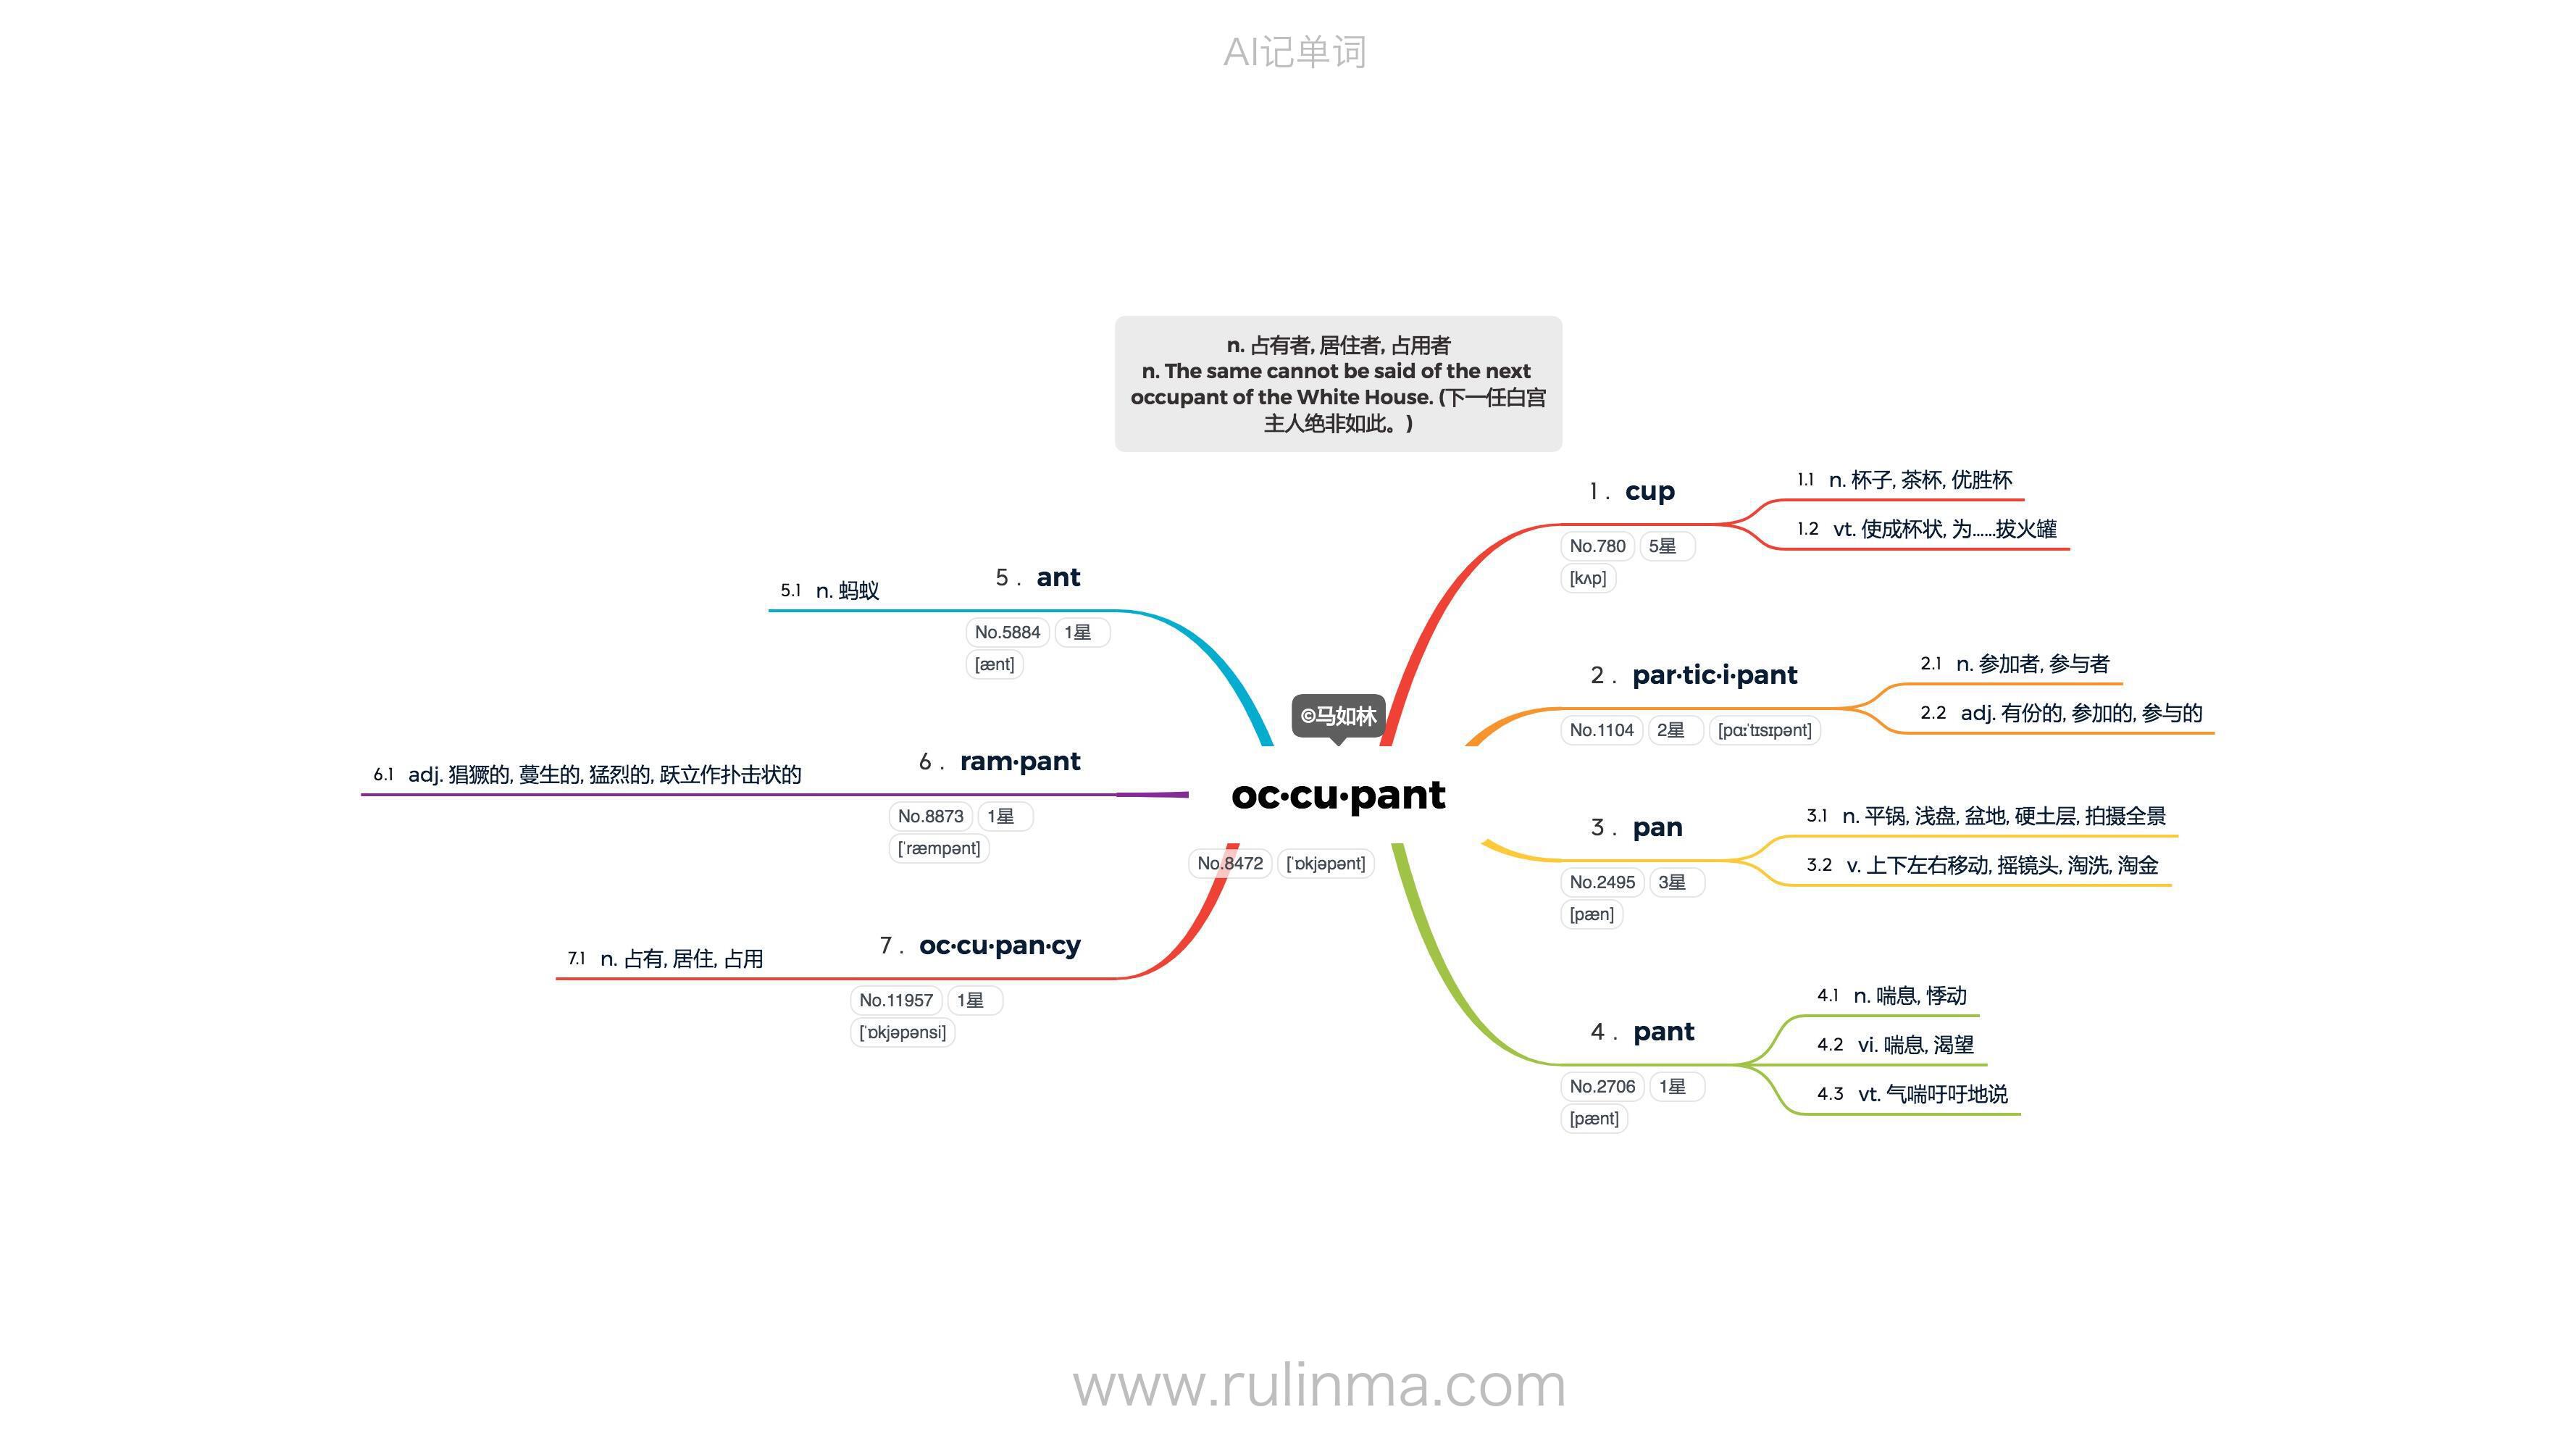 AI记单词
n. 占有者, 居住者, 占用者
n. The same cannot be said of the next
occupant of the White House. (下一任白宫
主人绝非如此。)
©马如林
oc·cu·pant
No.8472 [ˈɒkjəpənt]
1 . cup
No.780 5星
[kʌp]
1.1 n. 杯子, 茶杯, 优胜杯
1.2 vt. 使成杯状, 为……拔火罐
2 . par·tic·i·pant
No.1104 2星 [pɑːˈtɪsɪpənt]
2.1 n. 参加者, 参与者
2.2 adj. 有份的, 参加的, 参与的
3 . pan
No.2495 3星
[pæn]
3.1 n. 平锅, 浅盘, 盆地, 硬土层, 拍摄全景
3.2 v. 上下左右移动, 摇镜头, 淘洗, 淘金
4 . pant
No.2706 1星
[pænt]
4.1 n. 喘息, 悸动
4.2 vi. 喘息, 渴望
4.3 vt. 气喘吁吁地说
5 . ant
No.5884 1星
[ænt]
5.1 n. 蚂蚁
6 . ram·pant
No.8873 1星
[ˈræmpənt]
6.1 adj. 猖獗的, 蔓生的, 猛烈的, 跃立作扑击状的
7 . oc·cu·pan·cy
No.11957 1星
[ˈɒkjəpənsi]
7.1 n. 占有, 居住, 占用
www.rulinma.com